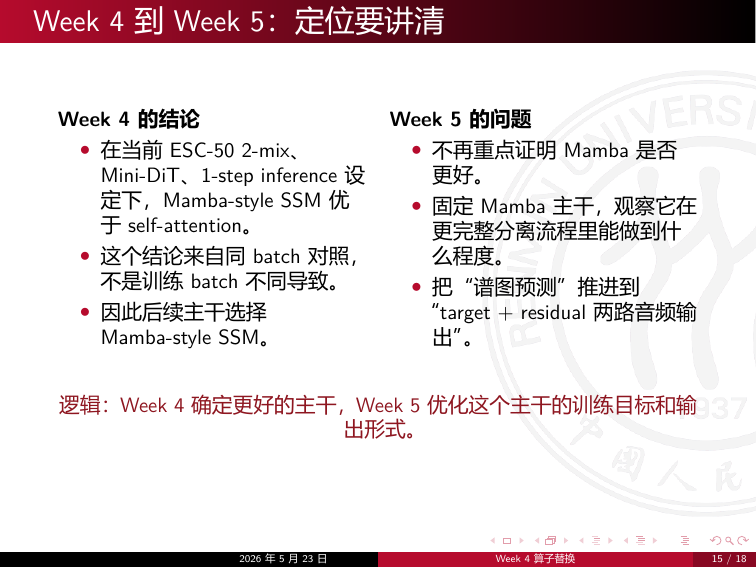 Week 4 到 Week 5：定位要讲清
Week 4 的结论
在当前 ESC-50 2-mix、
Mini-DiT、1-step inference 设
定下，Mamba-style SSM 优
于 self-attention。
这个结论来自同 batch 对照，
不是训练 batch 不同导致。
因此后续主干选择
Mamba-style SSM。
Week 5 的问题
不再重点证明 Mamba 是否
更好。
固定 Mamba 主干，观察它在
更完整分离流程里能做到什
么程度。
把“谱图预测”推进到
“target + residual 两路音频输
出”。
逻辑：Week 4 确定更好的主干，Week 5 优化这个主干的训练目标和输
出形式。
1937
中国人民
2026 年 5 月 23 日
Week 4 算子替换
15 / 18